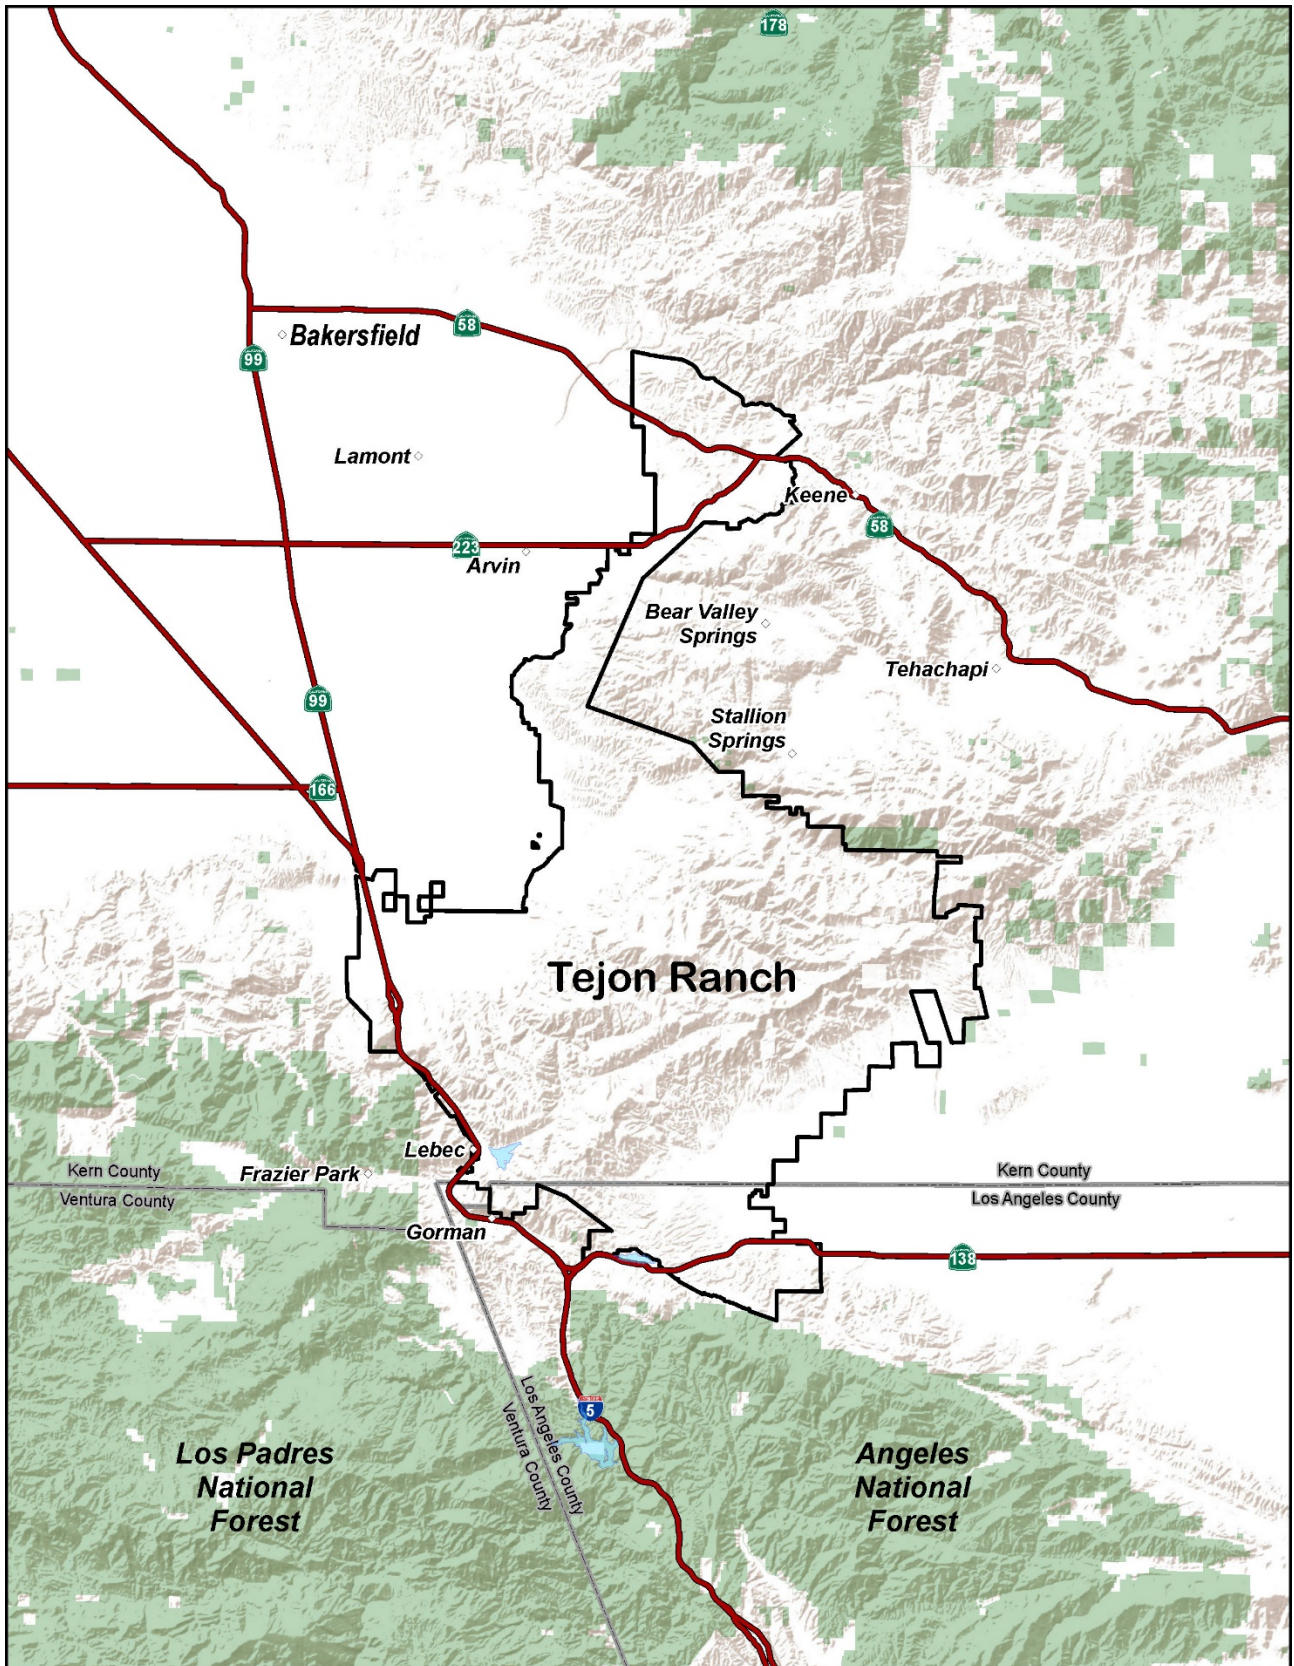 178
Bakersfield
58
99
Lamont
Keene
58
223
Arvin
Bear Valley
Springs
Tehachapi
99
Stallion
Springs
166
Tejon Ranch
Lebec
Kern County
Frazier Park
Kern County
Ventura County
Los Angeles County
Gorman
138
Los Angeles County
Ventura County
5
Los Padres
National
Forest
Angeles
National
Forest